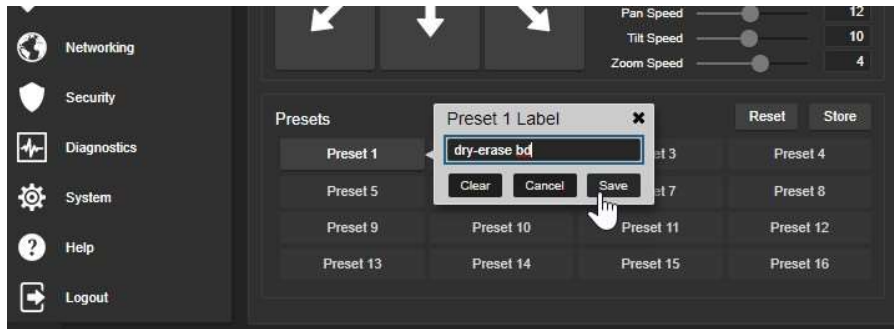 Pan Speed 12
Networking
Tilt Speed 10
Zoom Speed 4
Security
Presets
Preset 1 Label
Reset Store
Diagnostics
Preset 1
dry-erase bd
et 3
Preset 4
System
Preset 5
Clear Cancel Save
et 7
Preset 8
Preset 9 Preset 10 Preset 11 Preset 12
Help
Preset 13 Preset 14 Preset 15 Preset 16
Logout